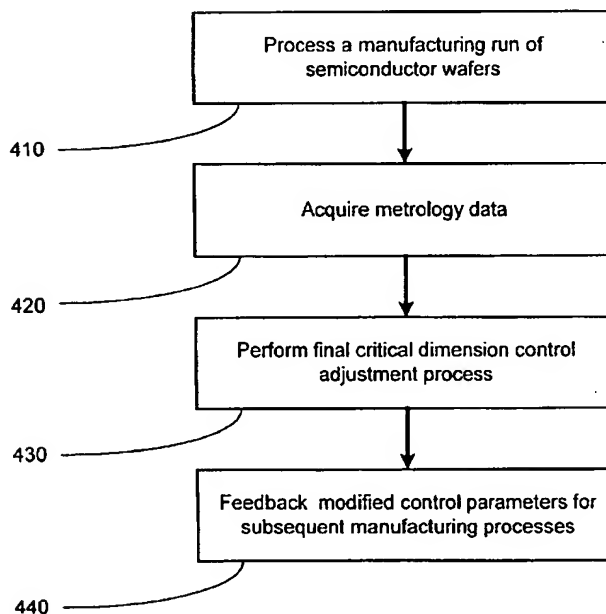 Process a manufacturing run of
semiconductor wafers
410
Acquire metrology data
420
Perform final critical dimension control
adjustment process
430
Feedback modified control parameters for
subsequent manufacturing processes
440